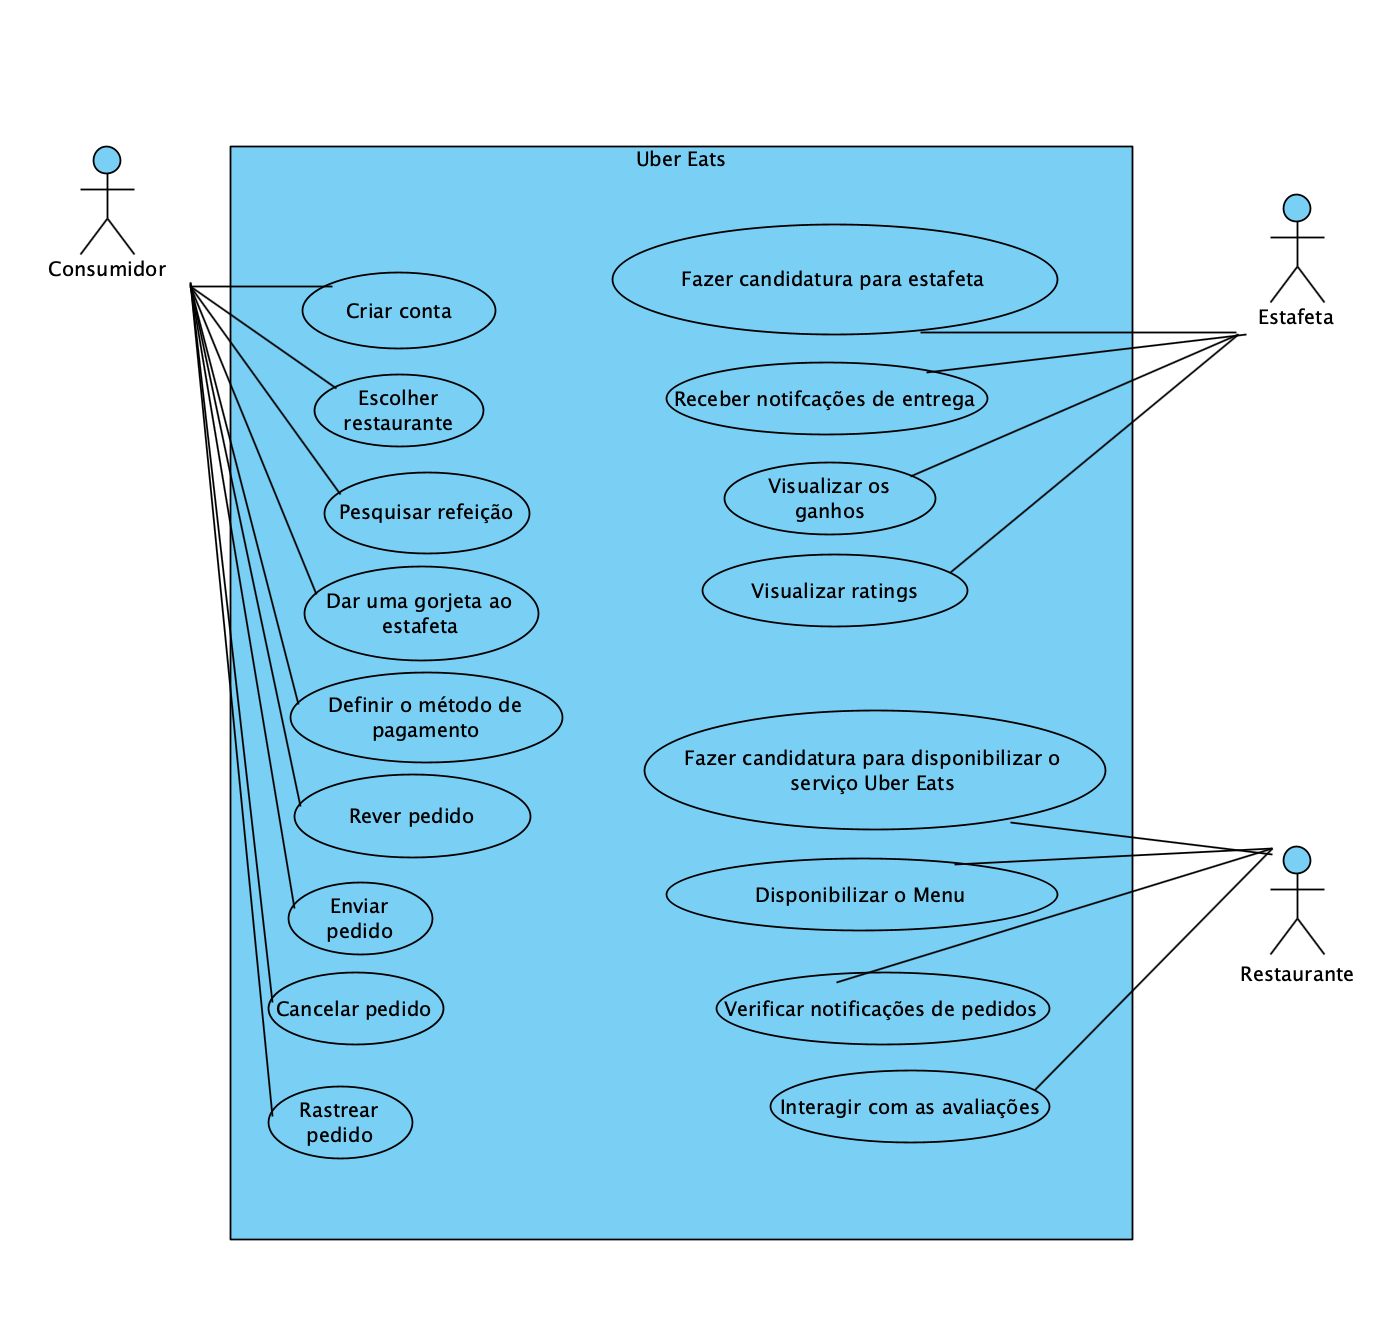 Uber Eats
Consumidor
Criar conta
Escolher
restaurante
Pesquisar refeição
Dar uma gorjeta ao
estafeta
Definir o método de
pagamento
Rever pedido
Enviar
pedido
Cancelar pedido
Rastrear
pedido
Fazer candidatura para estafeta
Receber notifcações de entrega
Visualizar os
ganhos
Visualizar ratings
Fazer candidatura para disponibilizar o
serviço Uber Eats
Disponibilizar o Menu
Verificar notificações de pedidos
Interagir com as avaliações
Estafeta
Restaurante